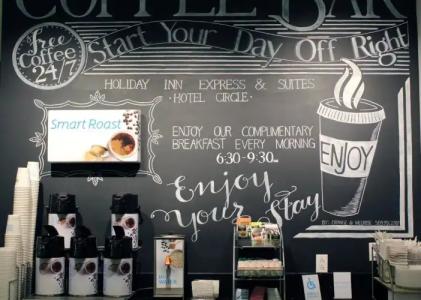 COFFEE BAR
Free
Coffee
24/7
Start Your Day Off Right
HOLIDAY INN EXPRESS & SUITES
· HOTEL CIRCLE ·
Smart Roast
ENJOY OUR COMPLIMENTARY
BREAKFAST EVERY MORNING
6:30-9:30am
ENJOY
Enjoy
Your Stay